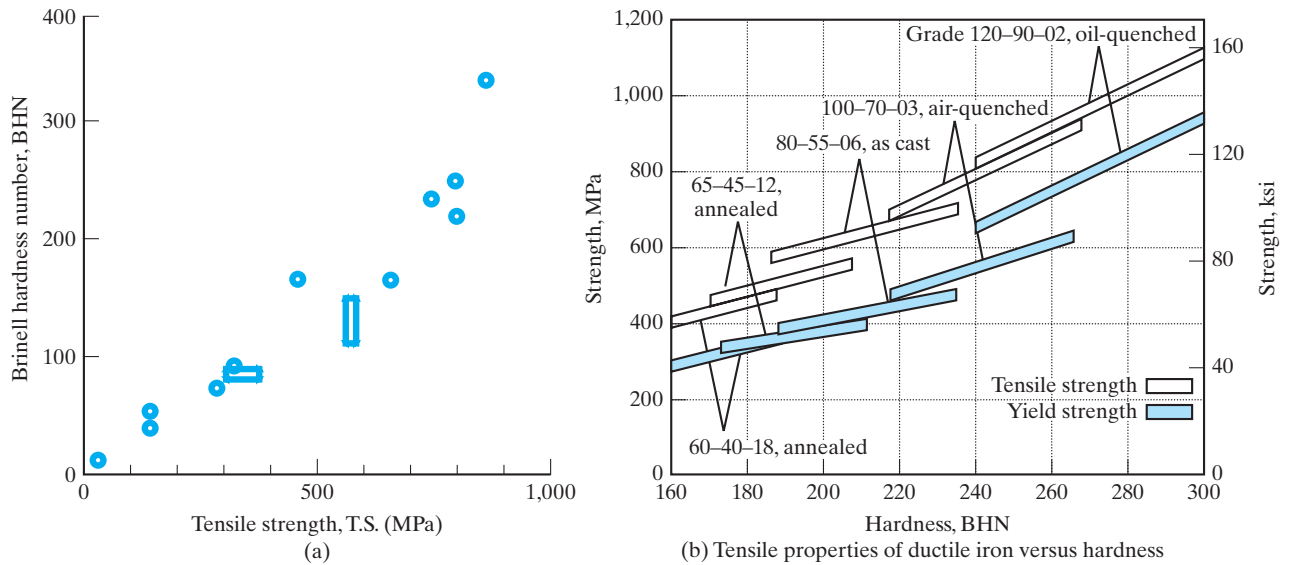 400
300
200
100
0
Brinell hardness number, BHN
0
500
1,000
Tensile strength, T.S. (MPa)
(a)
1,200
1,000
800
600
400
200
0
Strength, MPa
Grade 120–90–02, oil-quenched
100–70–03, air-quenched
80–55–06, as cast
65–45–12,
annealed
60–40–18, annealed
Tensile strength
Yield strength
160
120
80
40
0
Strength, ksi
160
180
200
220
240
260
280
300
Hardness, BHN
(b) Tensile properties of ductile iron versus hardness